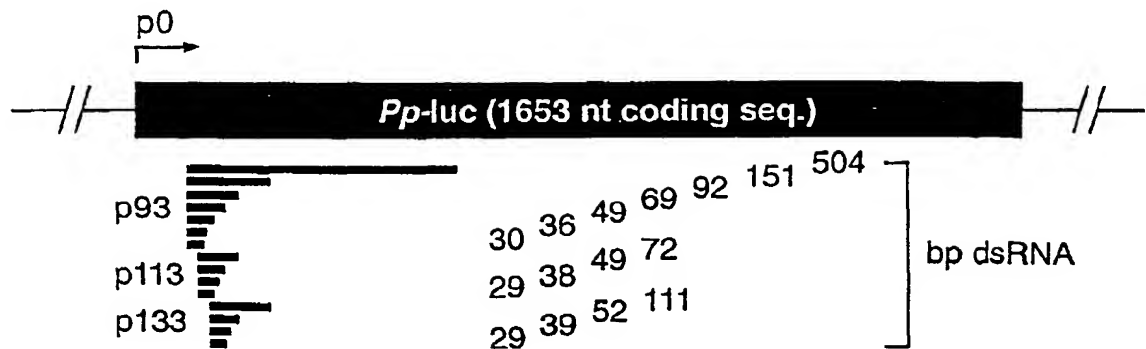 p0
Pp-luc (1653 nt coding seq.)
p93
30 36 49 69 92 151 504
p113
29 38 49 72
bp dsRNA
p133
29 39 52 111